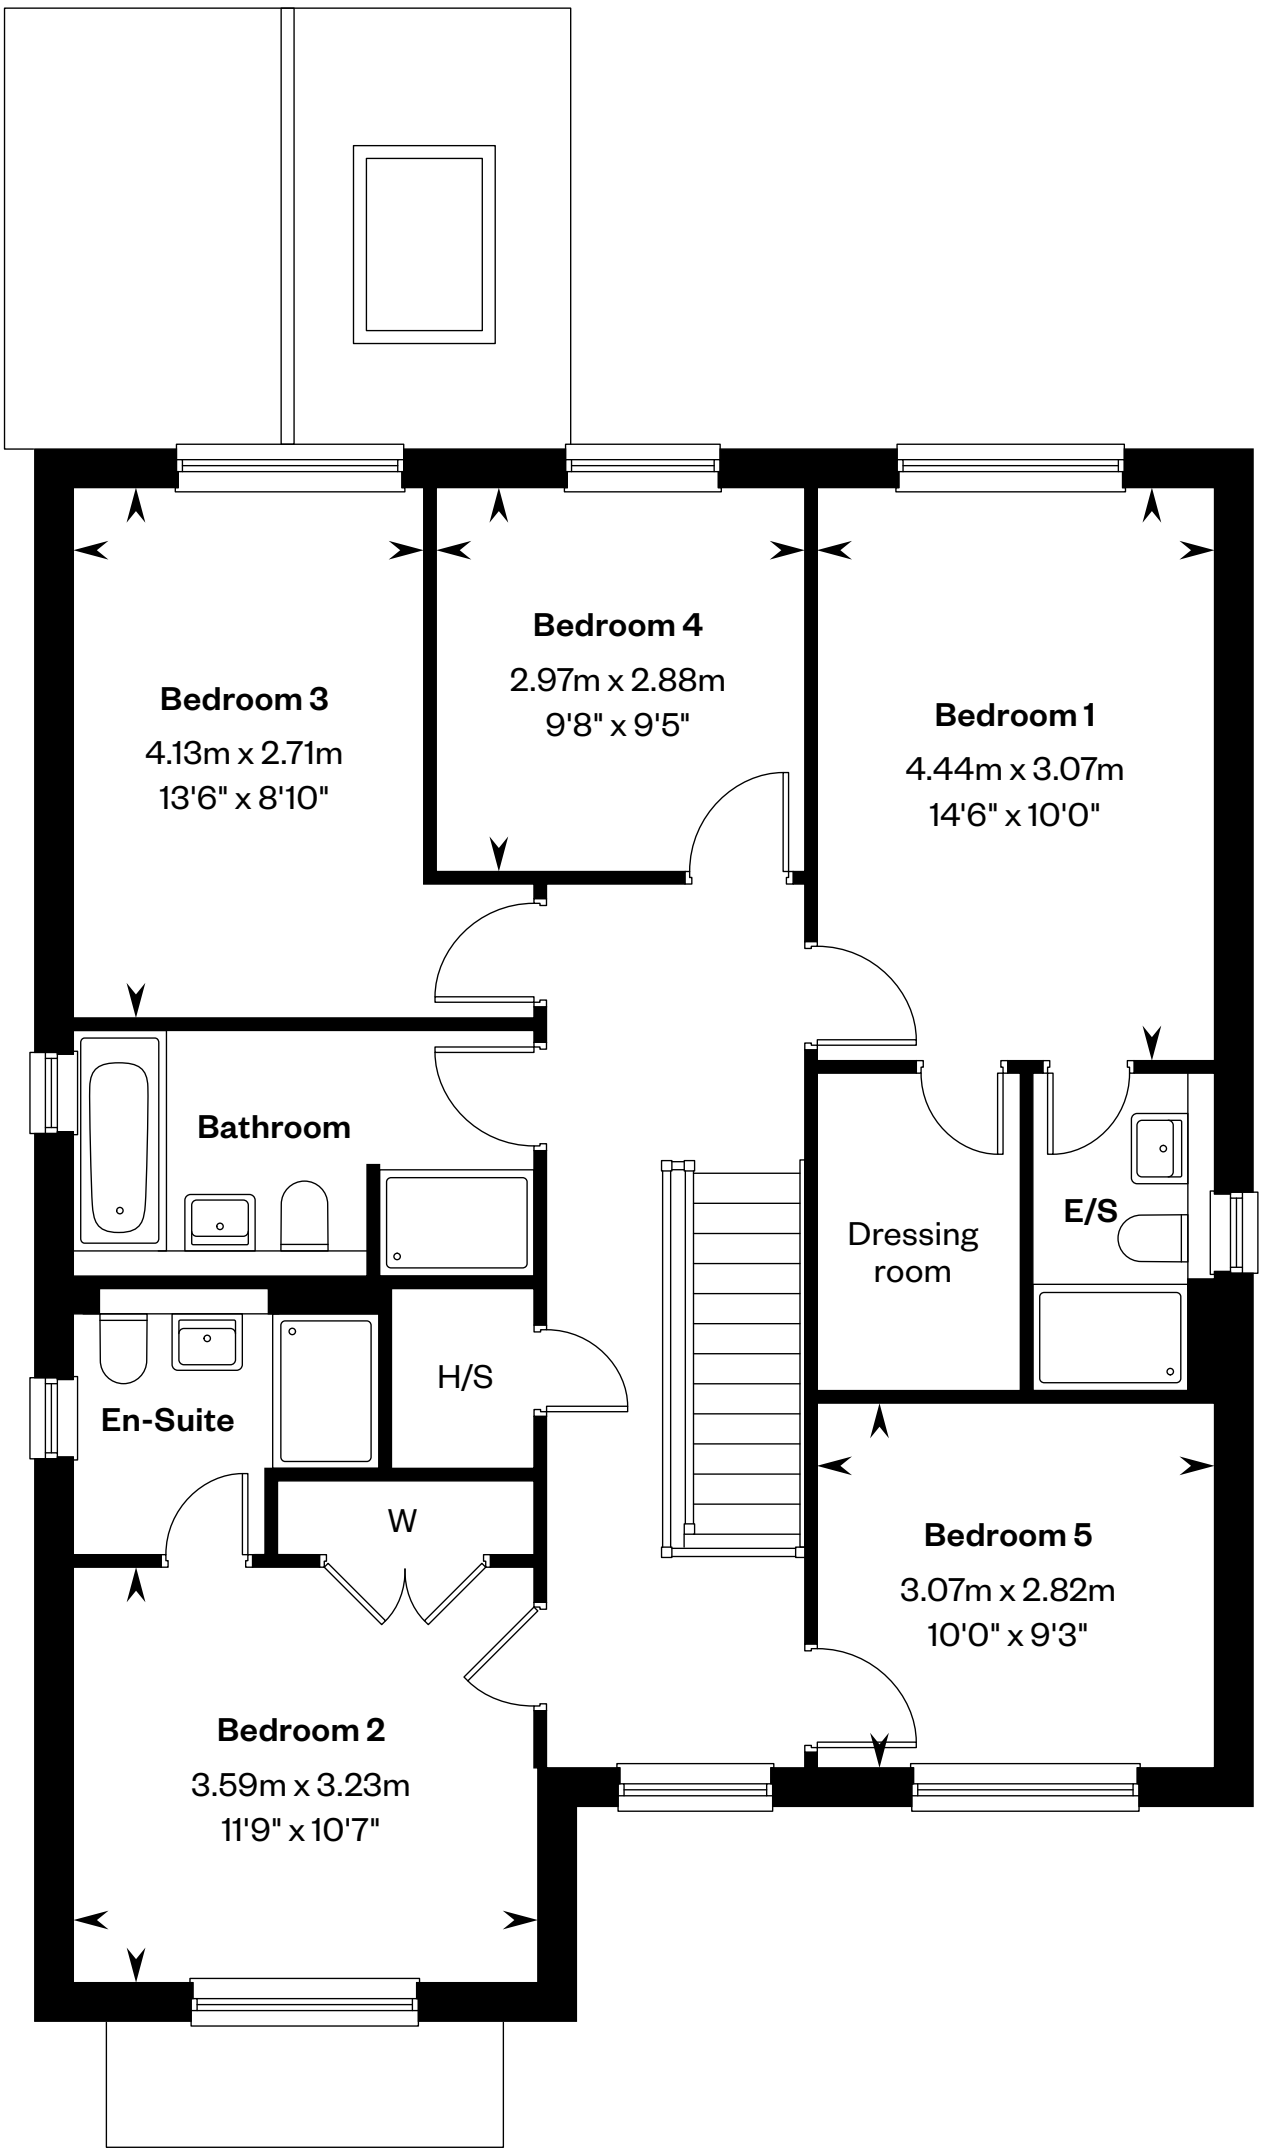 Bedroom 3
4.13m x 2.71m
13'6" x 8'10"
Bedroom 4
2.97m x 2.88m
9'8" x 9'5"
Bedroom 1
4.44m x 3.07m
14'6" x 10'0"
Bathroom
Dressing
room
E/S
En-Suite
H/S
W
Bedroom 5
3.07m x 2.82m
10'0" x 9'3"
Bedroom 2
3.59m x 3.23m
11'9" x 10'7"